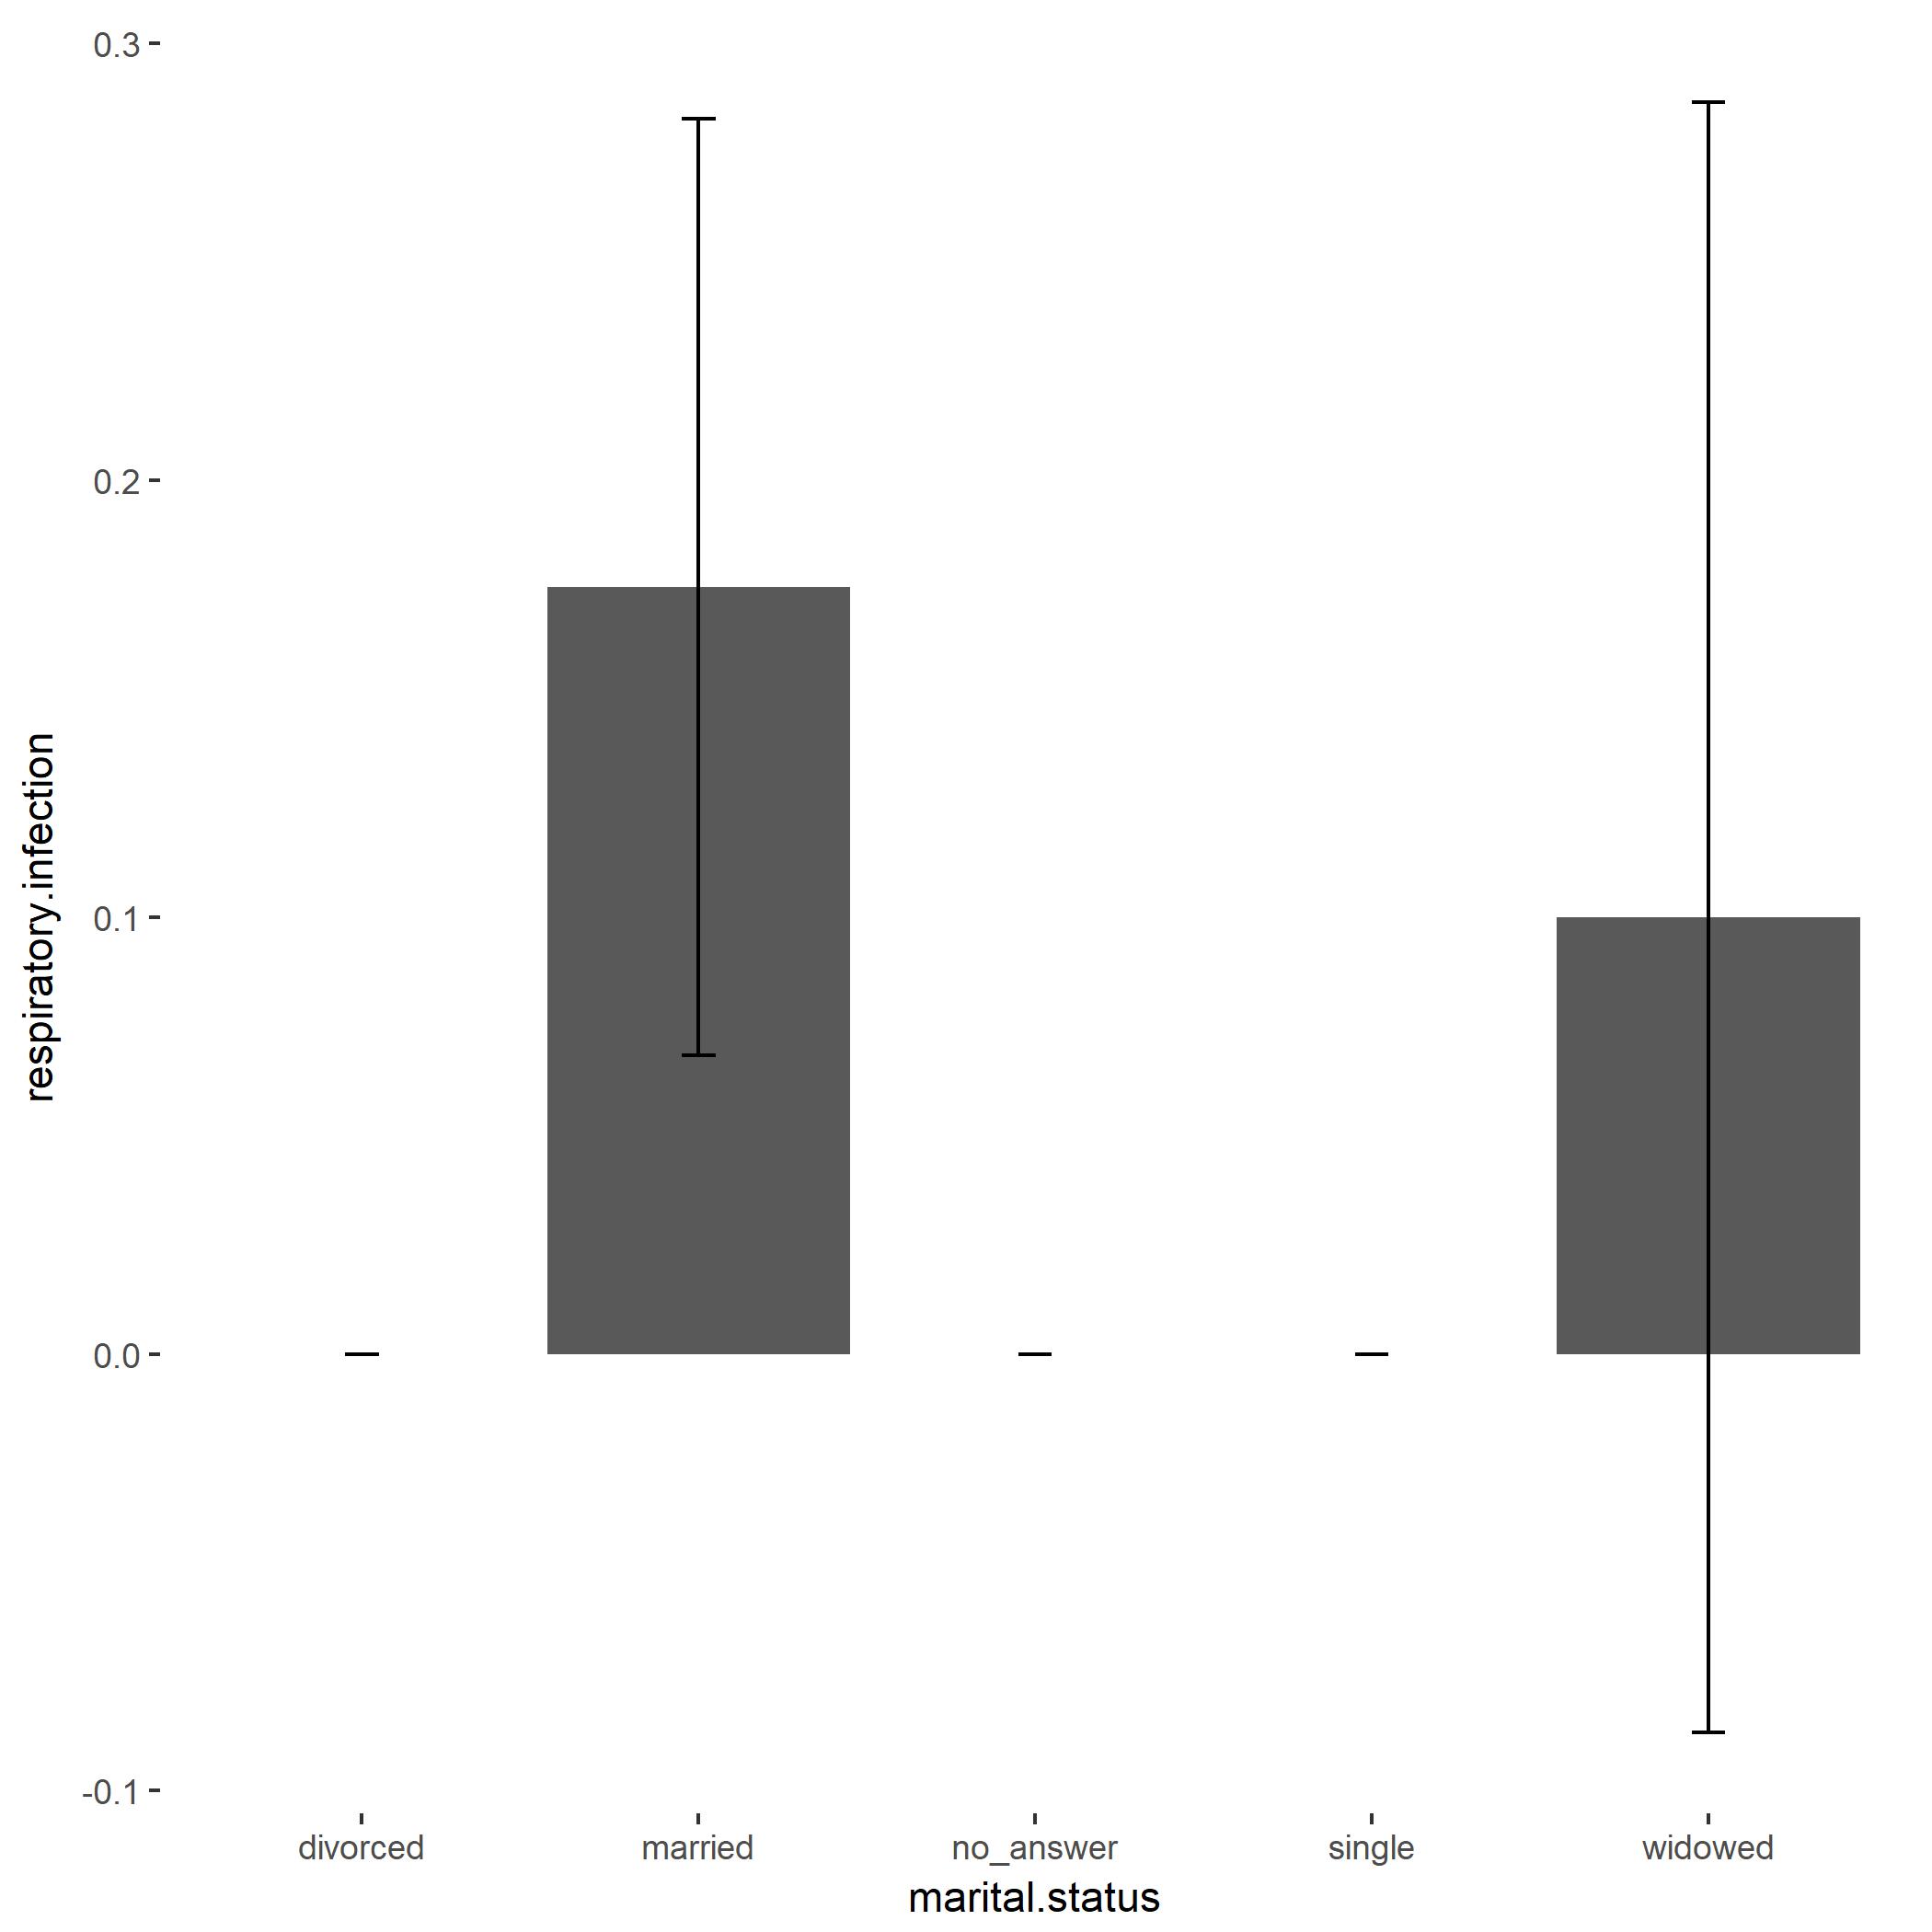 0.3
0.2
0.1
0.0
-0.1
respiratory.infection
divorced married no_answer single widowed
marital.status